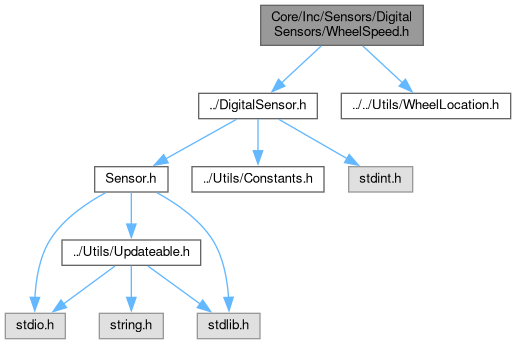 Core/Inc/Sensors/Digital
Sensors/WheelSpeed.h
../DigitalSensor.h
../../Utils/WheelLocation.h
Sensor.h
../Utils/Constants.h
stdint.h
../Utils/Updateable.h
stdio.h
string.h
stdlib.h